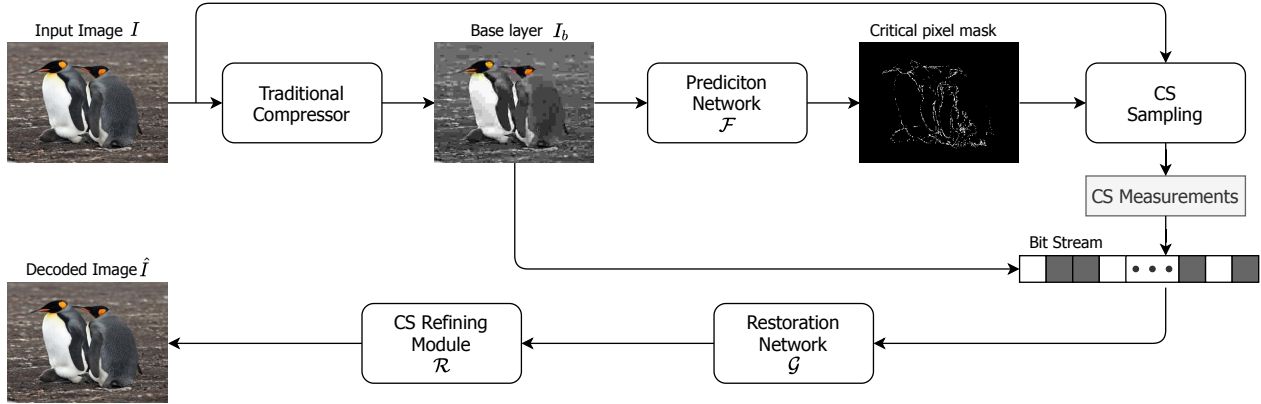 Input Image I
Traditional
Compressor
Base layer I_b
Prediciton
Network
ℱ
Critical pixel mask
CS
Sampling
CS Measurements
Bit Stream
Decoded Image Î
CS Refining
Module
ℛ
Restoration
Network
𝒢